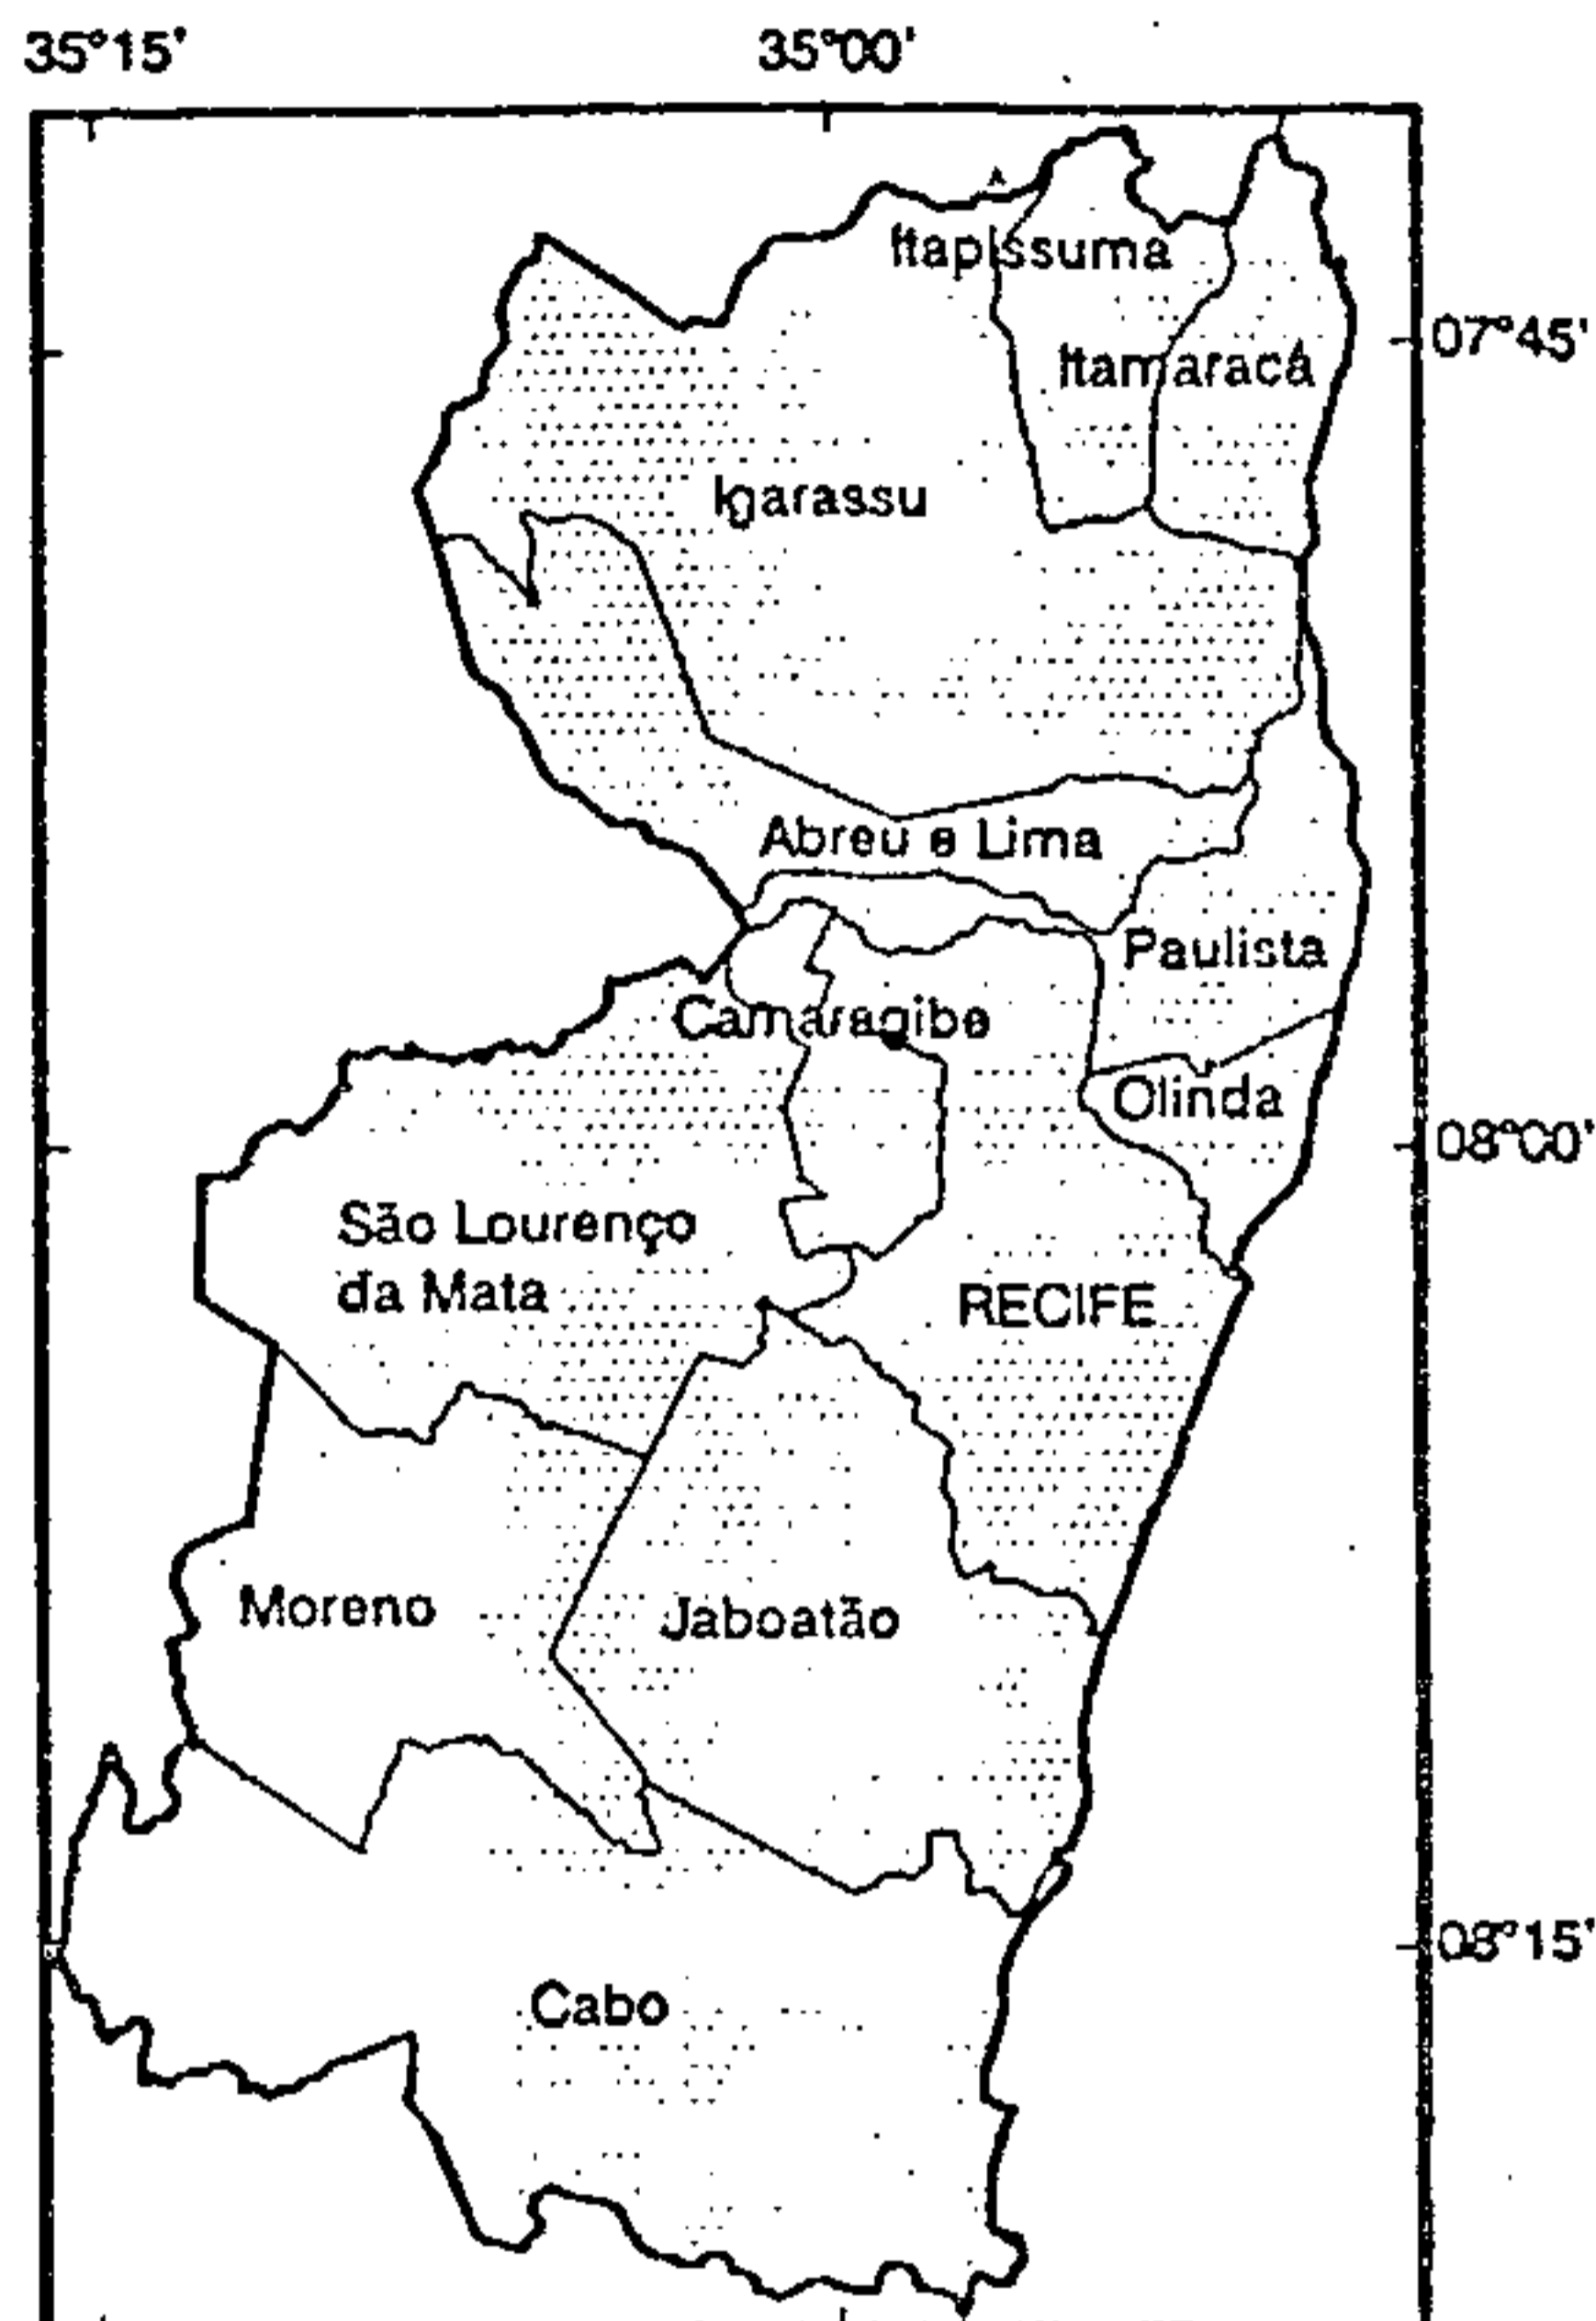 35°15'
35°00'
Itapissuma
07°45'
Itamaracá
Igarassu
Abreu e Lima
Paulista
Camaragibe
Olinda
08°00'
São Lourenço
da Mata
RECIFE
Moreno
Jaboatão
08°15'
Cabo